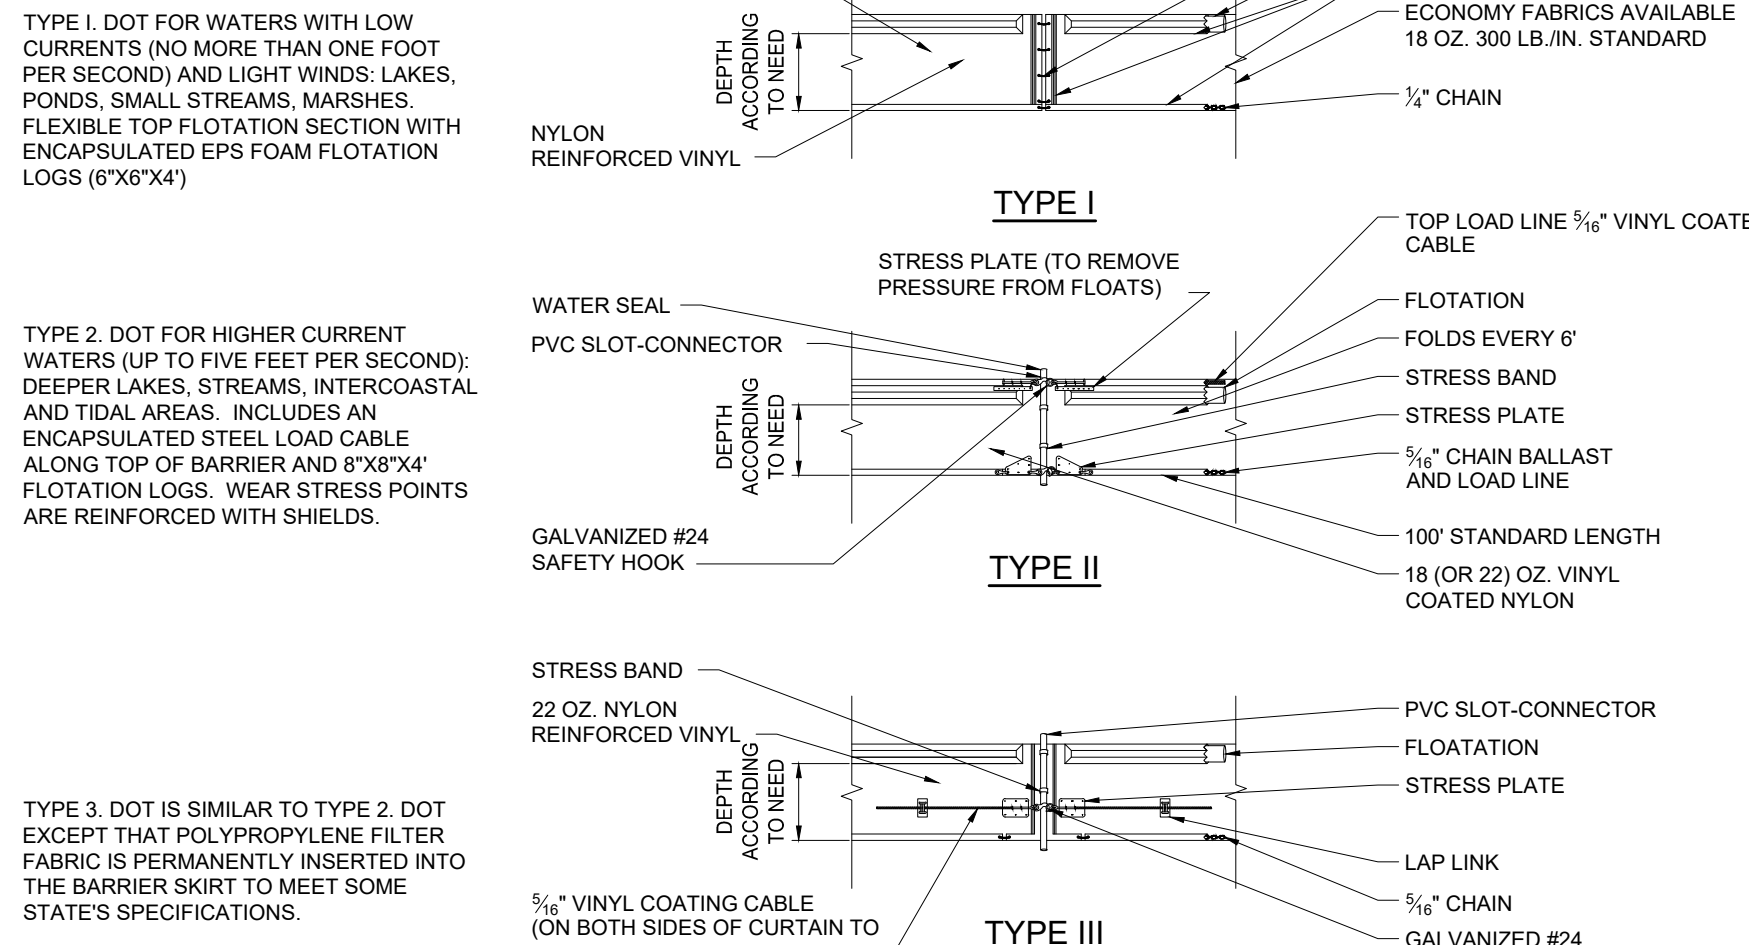 TYPE I. DOT FOR WATERS WITH LOW
CURRENTS (NO MORE THAN ONE FOOT
PER SECOND) AND LIGHT WINDS: LAKES,
PONDS, SMALL STREAMS, MARSHES.
FLEXIBLE TOP FLOTATION SECTION WITH
ENCAPSULATED EPS FOAM FLOTATION
LOGS (6"X6"X4')
DEPTH
ACCORDING
TO NEED
NYLON
REINFORCED VINYL
ECONOMY FABRICS AVAILABLE
18 OZ. 300 LB./IN. STANDARD
1/4" CHAIN
TYPE I
TYPE 2. DOT FOR HIGHER CURRENT
WATERS (UP TO FIVE FEET PER SECOND):
DEEPER LAKES, STREAMS, INTERCOASTAL
AND TIDAL AREAS. INCLUDES AN
ENCAPSULATED STEEL LOAD CABLE
ALONG TOP OF BARRIER AND 8"X8"X4'
FLOTATION LOGS. WEAR STRESS POINTS
ARE REINFORCED WITH SHIELDS.
STRESS PLATE (TO REMOVE
PRESSURE FROM FLOATS)
WATER SEAL
PVC SLOT-CONNECTOR
DEPTH
ACCORDING
TO NEED
GALVANIZED #24
SAFETY HOOK
TOP LOAD LINE 5/16" VINYL COATE
CABLE
FLOTATION
FOLDS EVERY 6'
STRESS BAND
STRESS PLATE
5/16" CHAIN BALLAST
AND LOAD LINE
100' STANDARD LENGTH
18 (OR 22) OZ. VINYL
COATED NYLON
TYPE II
TYPE 3. DOT IS SIMILAR TO TYPE 2. DOT
EXCEPT THAT POLYPROPYLENE FILTER
FABRIC IS PERMANENTLY INSERTED INTO
THE BARRIER SKIRT TO MEET SOME
STATE'S SPECIFICATIONS.
STRESS BAND
22 OZ. NYLON
REINFORCED VINYL
DEPTH
ACCORDING
TO NEED
5/16" VINYL COATING CABLE
(ON BOTH SIDES OF CURTAIN TO
PVC SLOT-CONNECTOR
FLOATATION
STRESS PLATE
LAP LINK
5/16" CHAIN
GALVANIZED #24
TYPE III